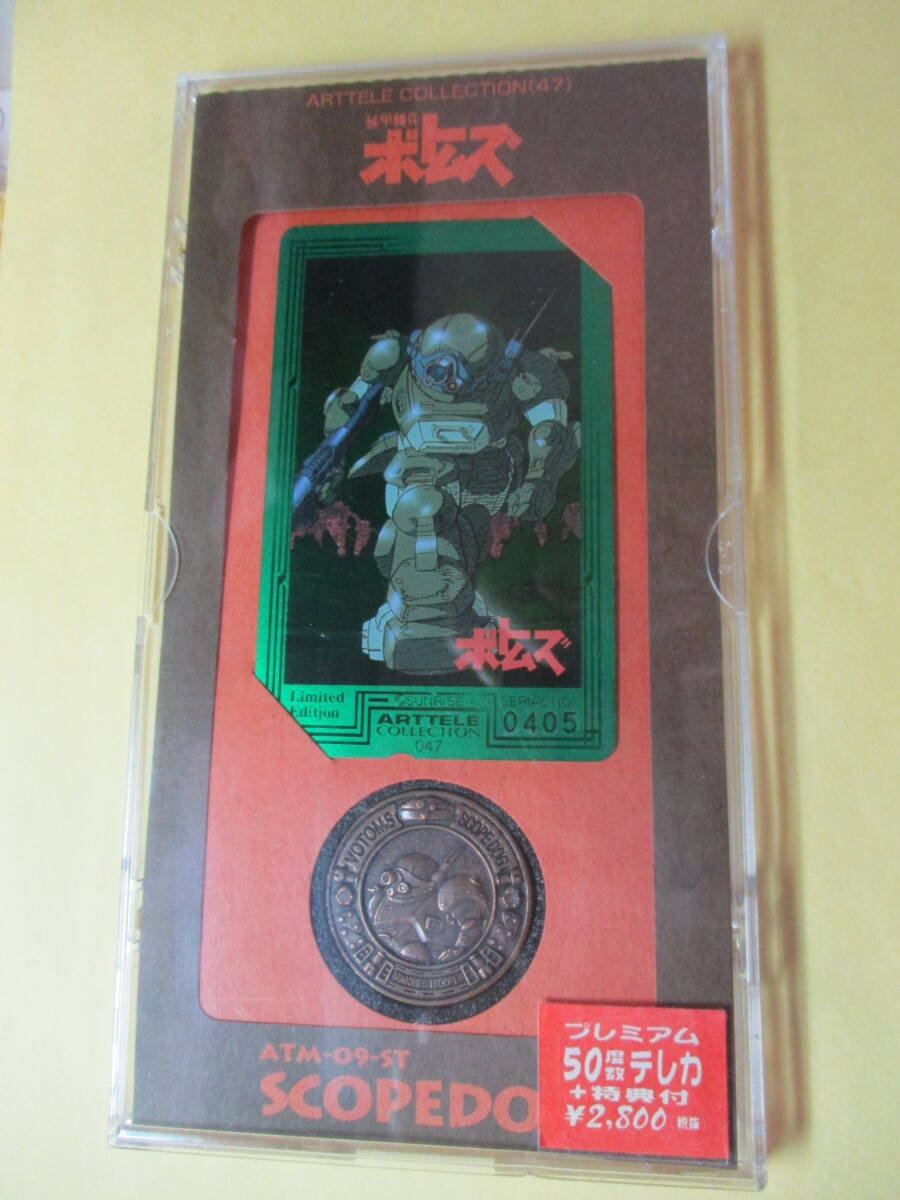 ARTTELE COLLECTION(47)
装甲騎兵
ボトムズ
ボトムズ
Limited
Edition
©SUNRISE
SERIAL NO.
ARTTELE
COLLECTION
047
0405
VOTOMS
SCOPEDOG
ARMORED TROOPER
ATM-09-ST
SCOPEDO
プレミアム
50度数テレカ
+特典付
¥2,800 税抜